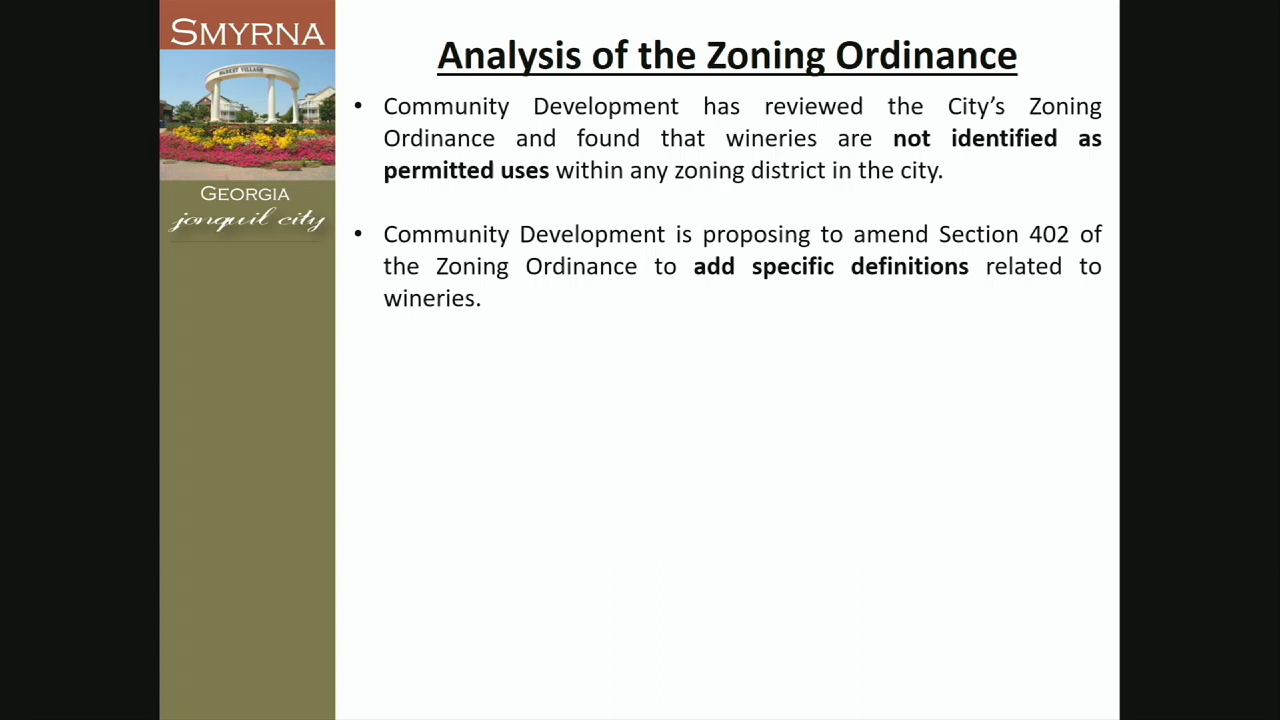 SMYRNA
MARKET VILLAGE
GEORGIA
jonquil city
Analysis of the Zoning Ordinance
• Community Development has reviewed the City’s Zoning
Ordinance and found that wineries are not identified as
permitted uses within any zoning district in the city.
• Community Development is proposing to amend Section 402 of
the Zoning Ordinance to add specific definitions related to
wineries.